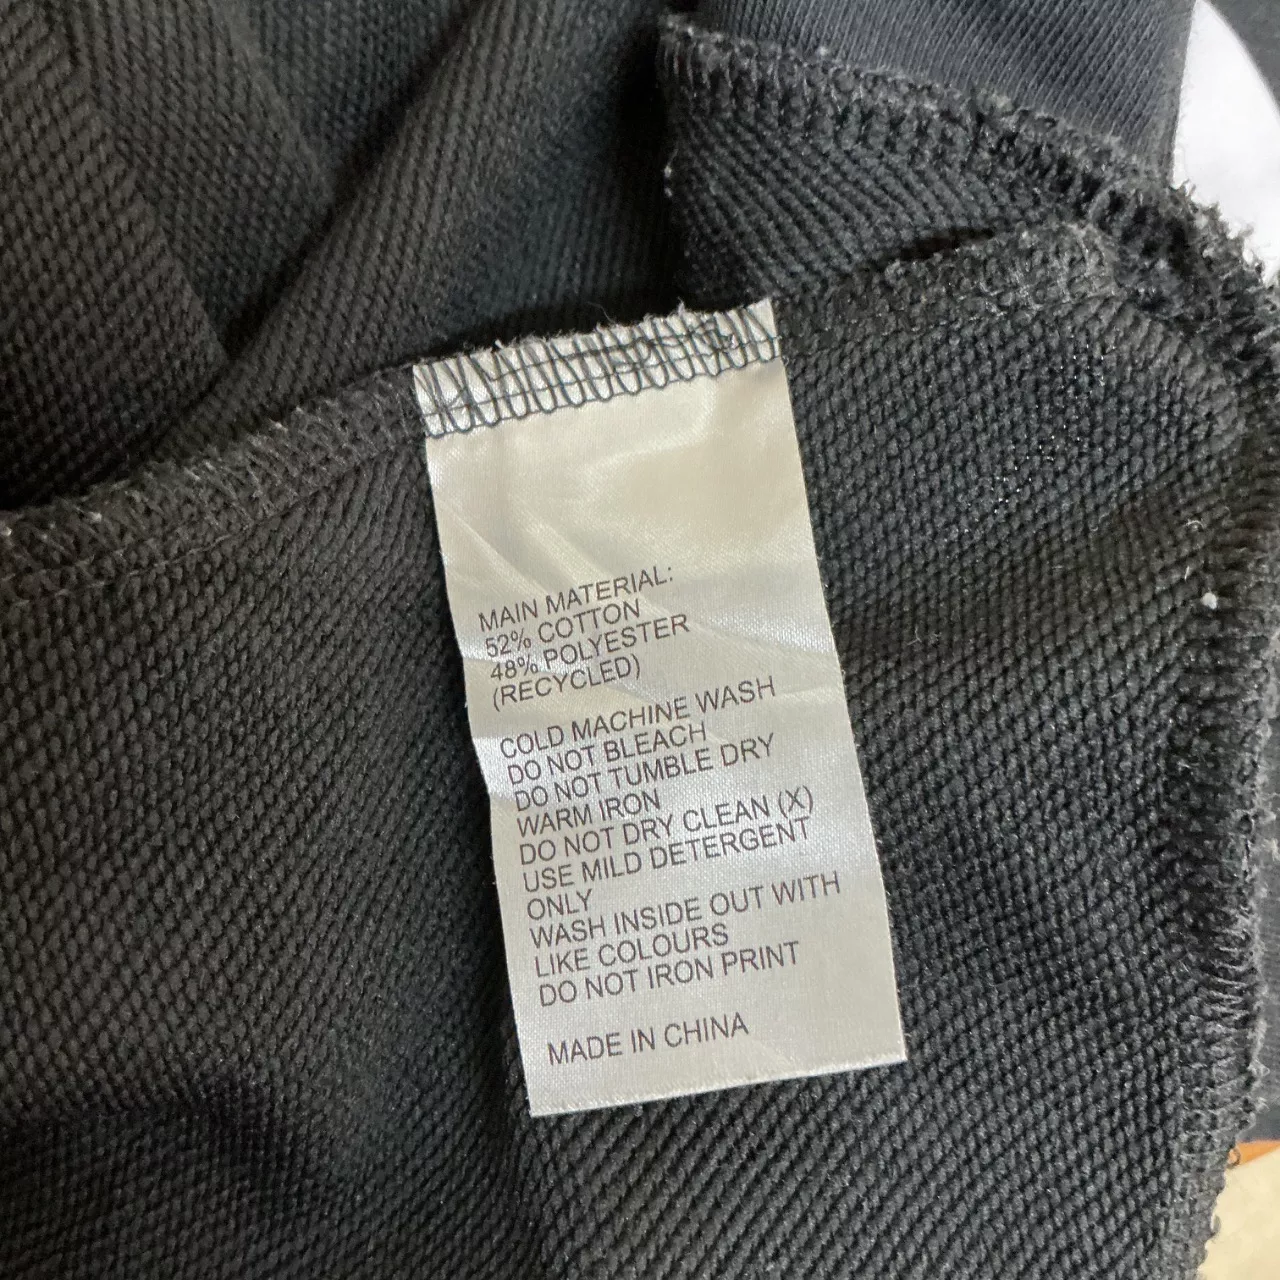 MAIN MATERIAL:
52% COTTON
48% POLYESTER
(RECYCLED)
COLD MACHINE WASH
DO NOT BLEACH
DO NOT TUMBLE DRY
WARM IRON
DO NOT DRY CLEAN (X)
USE MILD DETERGENT
ONLY
WASH INSIDE OUT WITH
LIKE COLOURS
DO NOT IRON PRINT
MADE IN CHINA